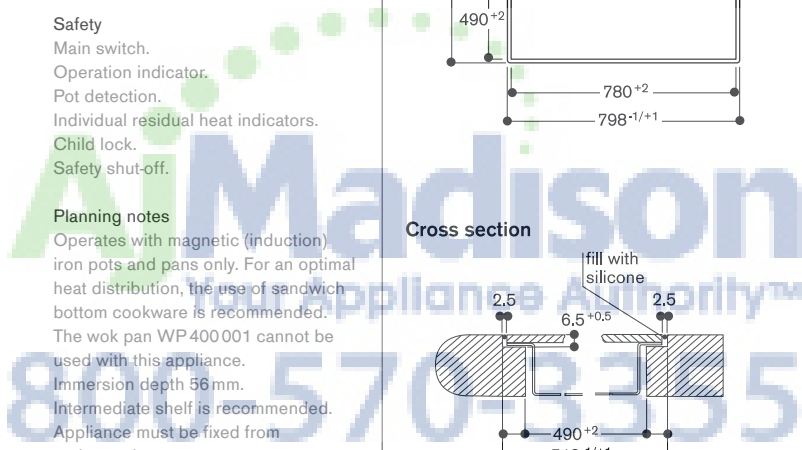 Safety
Main switch.
Operation indicator.
Pot detection.
Individual residual heat indicators.
Child lock.
Safety shut-off.
Planning notes
Operates with magnetic (induction)
iron pots and pans only. For an optimal
heat distribution, the use of sandwich
bottom cookware is recommended.
The wok pan WP 400 001 cannot be
used with this appliance.
Immersion depth 56 mm.
Intermediate shelf is recommended.
Appliance must be fixed from
490+2
780+2
798-1/+1
Cross section
fill with
silicone
2.5
2.5
6.5+0.5
490+2
AjMadison
Your Appliance Authority™
800-570-3355